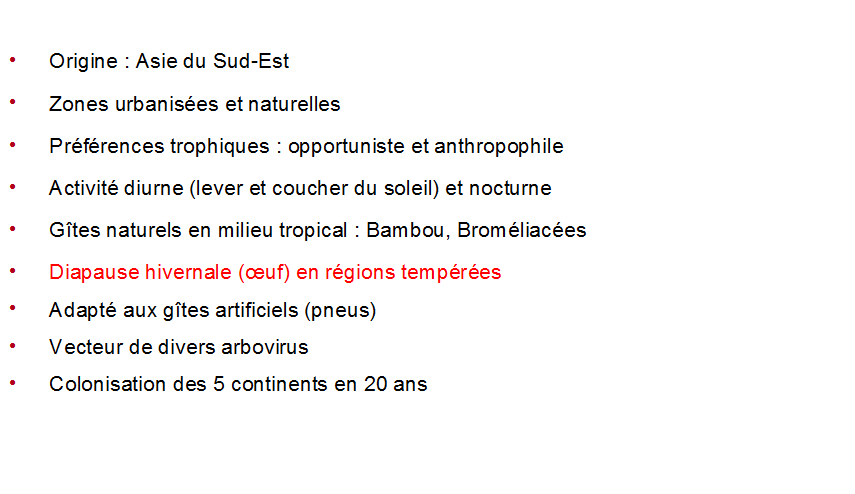 • Origine : Asie du Sud-Est
• Zones urbanisées et naturelles
• Préférences trophiques : opportuniste et anthropophile
• Activité diurne (lever et coucher du soleil) et nocturne
• Gîtes naturels en milieu tropical : Bambou, Broméliacées
• Diapause hivernale (œuf) en régions tempérées
• Adapté aux gîtes artificiels (pneus)
• Vecteur de divers arbovirus
• Colonisation des 5 continents en 20 ans